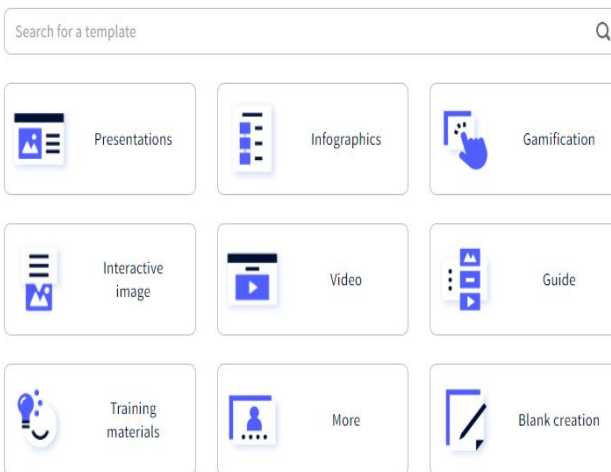 Search for a template
Presentations
Infographics
Gamification
Interactive
image
Video
Guide
Training
materials
More
Blank creation